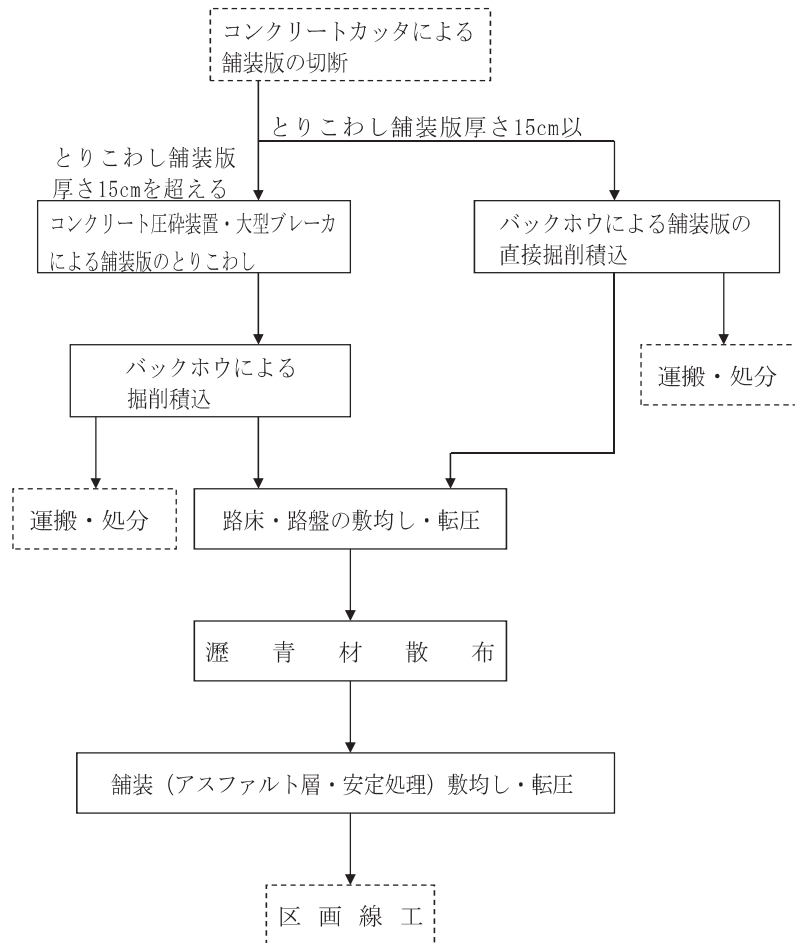 コンクリートカッタによる
舗装版の切断
とりこわし舗装版厚さ15cm以
とりこわし舗装版
厚さ15cmを超える
コンクリート圧砕装置・大型ブレーカ
による舗装版のとりこわし
バックホウによる舗装版の
直接掘削積込
バックホウによる
掘削積込
運搬・処分
運搬・処分
路床・路盤の敷均し・転圧
瀝青材散布
舗装（アスファルト層・安定処理）敷均し・転圧
区画線工